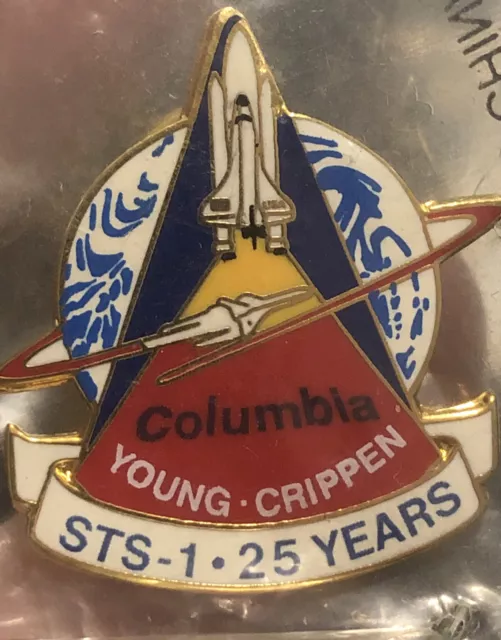 Columbia
YOUNG · CRIPPEN
STS-1 · 25 YEARS